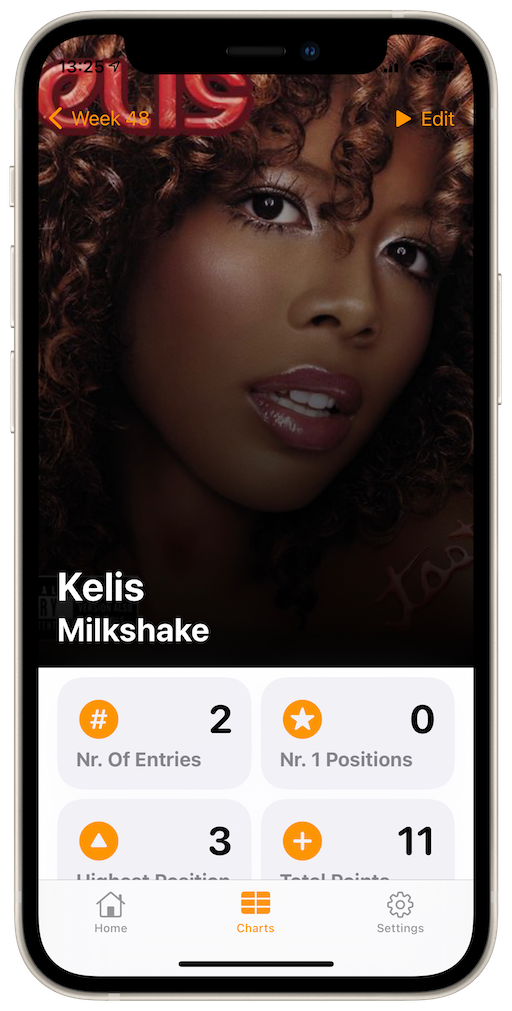 13:25
Week 48
Edit
Kelis
Milkshake
# 2
Nr. Of Entries
0
Nr. 1 Positions
3
Highest Position
11
Total Points
Home
Charts
Settings